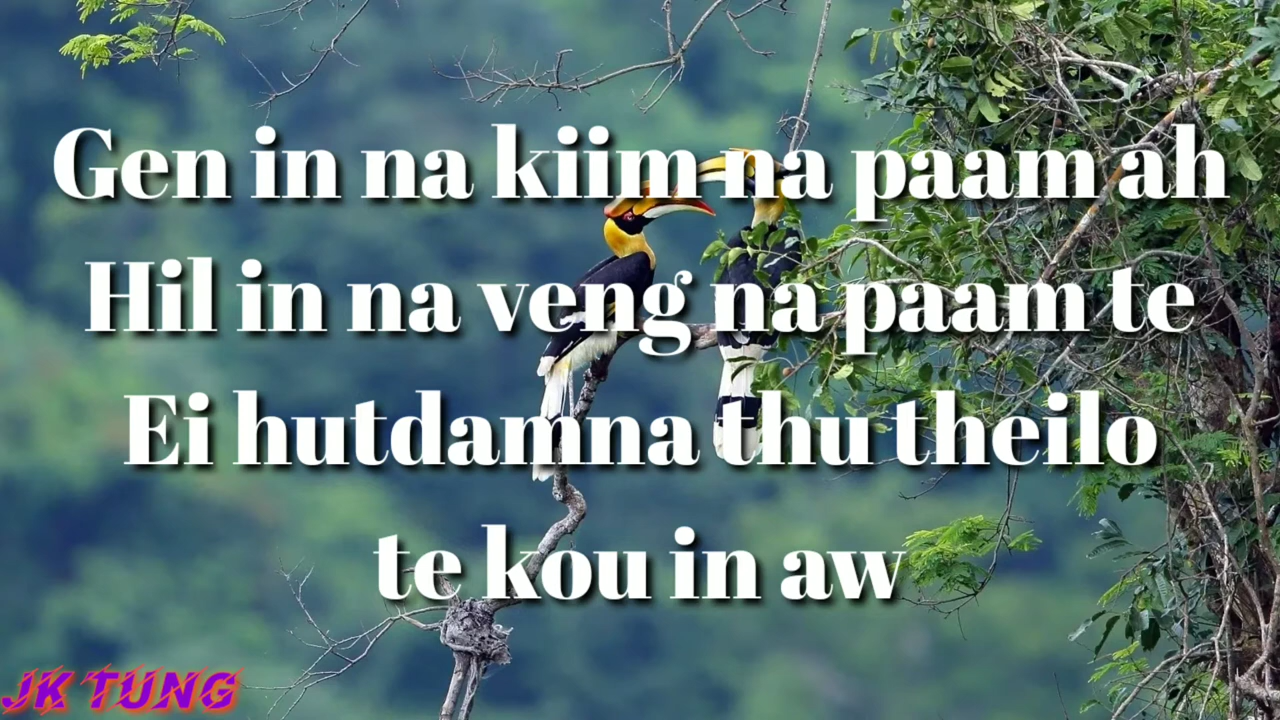 Gen in na kiim na paam ah
Hil in na veng na paam te
Ei hutdamna thu theilo
te kou in aw
JK TUNG